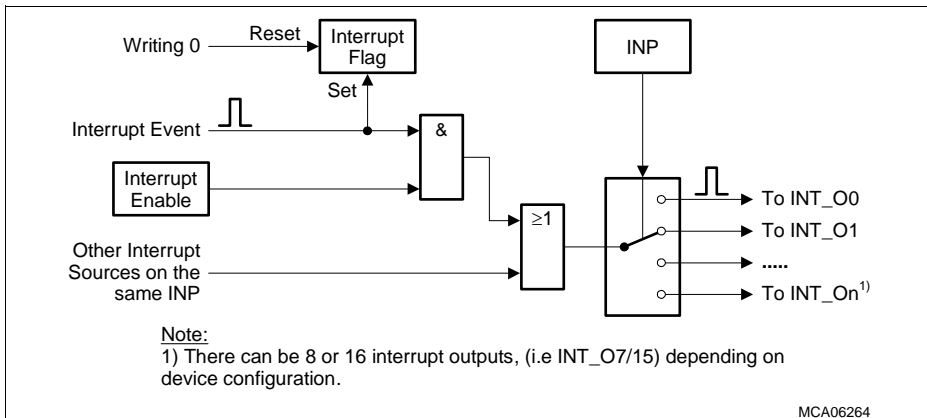 Writing 0
Reset
Interrupt
Flag
INP
Set
Interrupt Event
&
Interrupt
Enable
≥1
To INT_O0
To INT_O1
.....
To INT_On1)
Other Interrupt
Sources on the
same INP
Note:
1) There can be 8 or 16 interrupt outputs, (i.e INT_O7/15) depending on
device configuration.
MCA06264